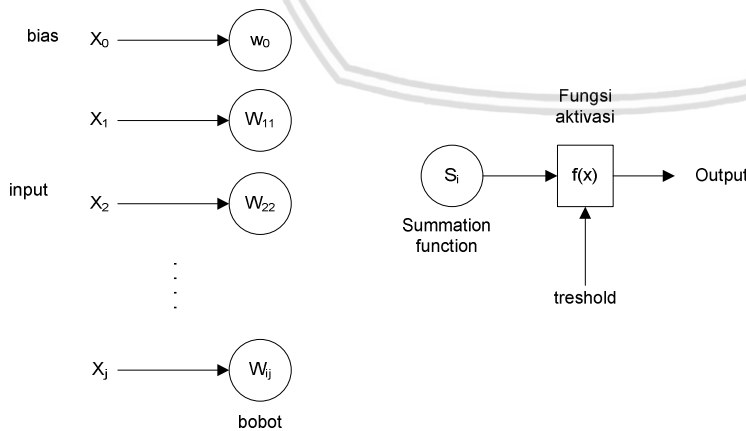 bias X₀ w₀
X₁ W₁₁
input X₂ W₂₂
Xⱼ Wᵢⱼ
bobot
Fungsi
aktivasi
Sᵢ f(x) Output
Summation
function
treshold